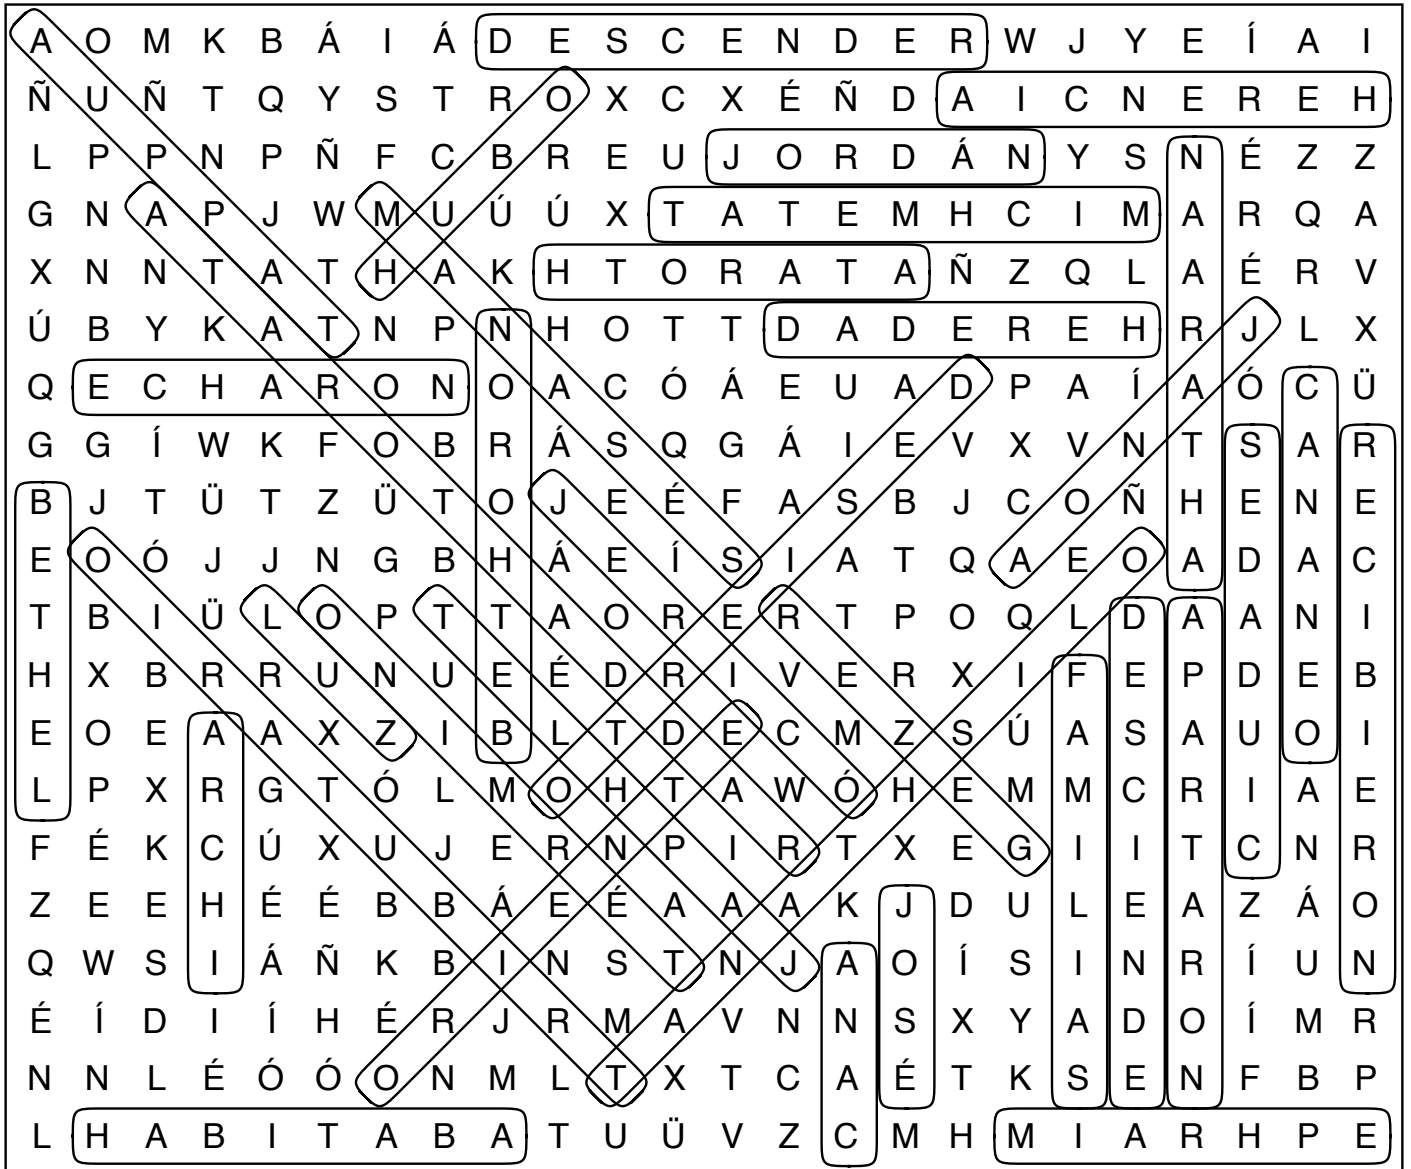 A O M K B Á I Á D E S C E N D E R W J Y E Í A I
Ñ U Ñ T Q Y S T R O X C X É Ñ D A I C N E R E H
L P P N P Ñ F C B R E U J O R D Á N Y S N É Z Z
G N A P J W M U Ú Ú X T A T E M H C I M A R Q A
X N N T A T H A K H T O R A T A Ñ Z Q L A É R V
Ú B Y K A T N P N H O T T D A D E R E H R J L X
Q E C H A R O N O A C Ó Á E U A D P A Í A Ó C Ü
G G Í W K F O B R Á S Q G Á I E V X V N T S A R
B J T Ü T Z Ü T O J E É F A S B J C O Ñ H E N E
E O Ó J J N G B H Á E Í S I A T Q A E O A D A C
T B I Ü L O P T T A O R E R T P O Q L D A A N I
H X B R R U N U E É D R I V E R X I F E P D E B
E O E A A X Z I B L T D E C M Z S Ú A S A U O I
L P X R G T Ó L M O H T A W Ó H E M M C R I A E
F É K C Ú X U J E R N P I R T X E G I I T C N R
Z E E H É É B B Á E É A A A K J D U L E A Z Á O
Q W S I Á Ñ K B I N S T N J A O Í S I N R Í U N
É Í D I Í H É R J R M A V N N S X Y A D O Í M R
N N L É Ó Ó O N M L T X T C A É T K S E N F B P
L H A B I T A B A T U Ü V Z C M H M I A R H P E